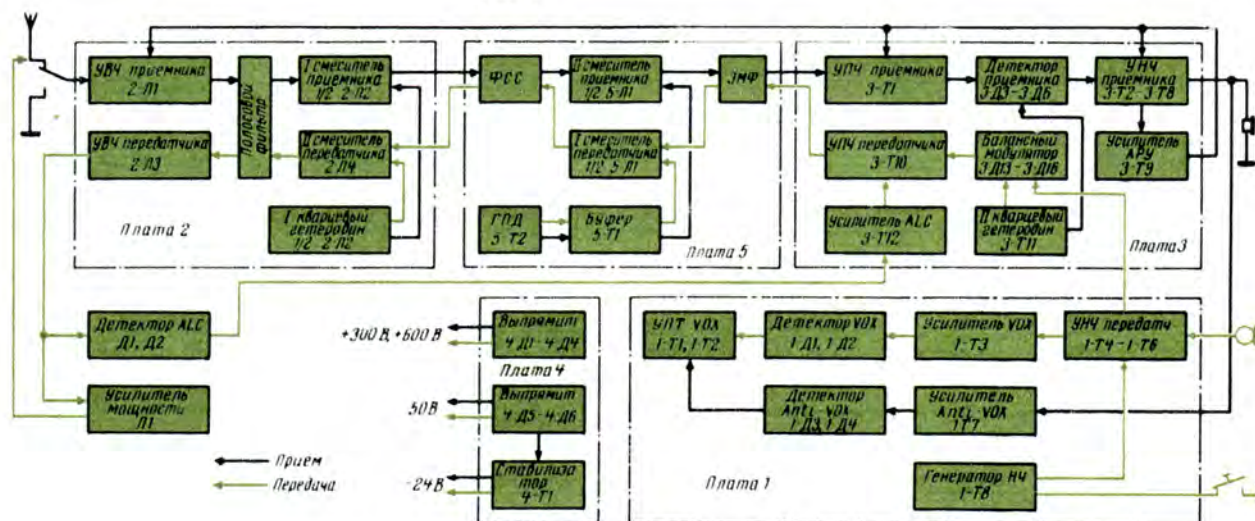 УВЧ приемника
2-Л1
Полосовой
фильтр
I смеситель
приемника
1/2 2-Л2
УВЧ передатчика
2-Л3
II смеситель
передатчика
2-Л4
I кварцевый
гетеродин
1/2 2-Л2
Плата 2
ФСС
II смеситель
приемника
1/2 5-Л1
ЭМФ
I смеситель
передатчика
1/2 5-Л1
ГПД
5-Т2
Буфер
5-Т1
Плата 5
УПЧ приемника
3-Т1
Детектор
приемника
3-Д3-3-Д6
УНЧ
приемника
3-Т2-3-Т8
УПЧ передатчика
3-Т10
Балансный
модулятор
3-Д13-3-Д16
Усилитель
АРУ
3-Т9
Усилитель ALC
3-Т12
II кварцевый
гетеродин
3-Т11
Плата 3
Детектор ALC
Д1, Д2
Усилитель
мощности
Л1
Прием
Передача
+300 В, +600 В
Выпрямит
4-Д1-4-Д4
Плата 4
50 В
Выпрямит
4-Д5-4-Д6
-24 В
Стабилиза
тор
4-Т1
УПТ VOX
1-Т1, 1-Т2
Детектор VOX
1-Д1, 1-Д2
Усилитель VOX
1-Т3
УНЧ передатч
1-Т4-1-Т6
Детектор
Anti-VOX
1-Д3, 1-Д4
Усилитель
Anti-VOX
1-Т7
Генератор НЧ
1-Т8
Плата 1